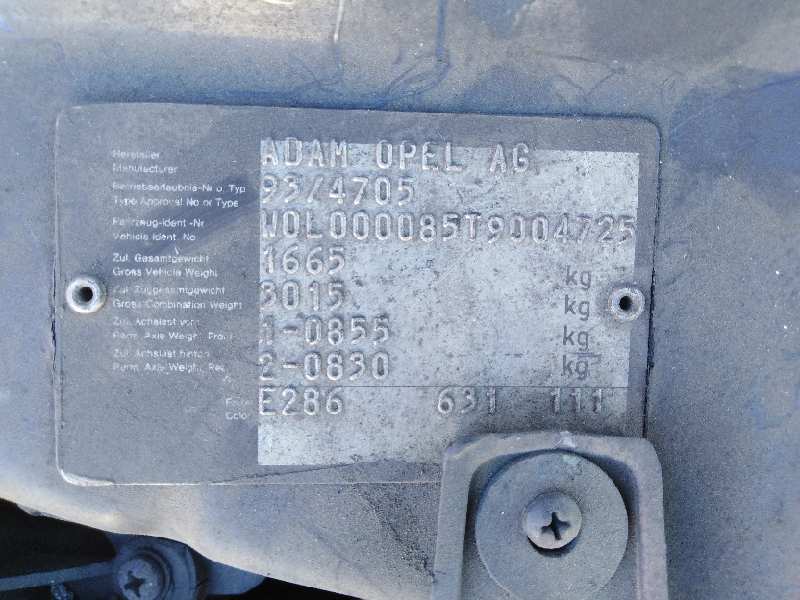 Hersteller
Manufacturer
ADAM OPEL AG
Betriebserlaubnis-Nr o. Typ
Type Approval No or Type
93/4705
Fahrzeug-Ident.-Nr
Vehicle Ident. No
W0L000085T9004725
Zul. Gesamtgewicht
Gross Vehicle Weight
1665 kg
Zul. Zuggesamtgewicht
Gross Combination Weight
3015 kg
Zul. Achslast vorn
Perm. Axle Weight, Front
1-0855 kg
Zul. Achslast hinten
Perm. Axle Weight, Rear
2-0830 kg
Farbe
Color
E286 631 111